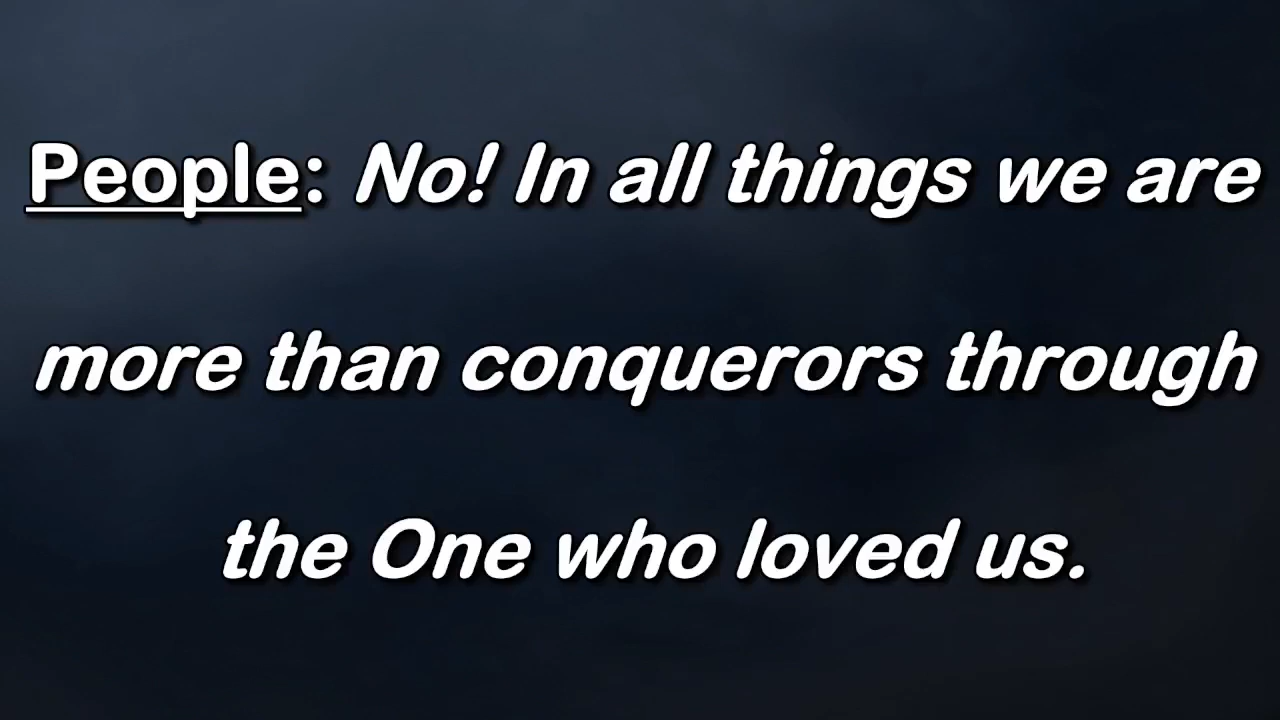 People: No! In all things we are
more than conquerors through
the One who loved us.